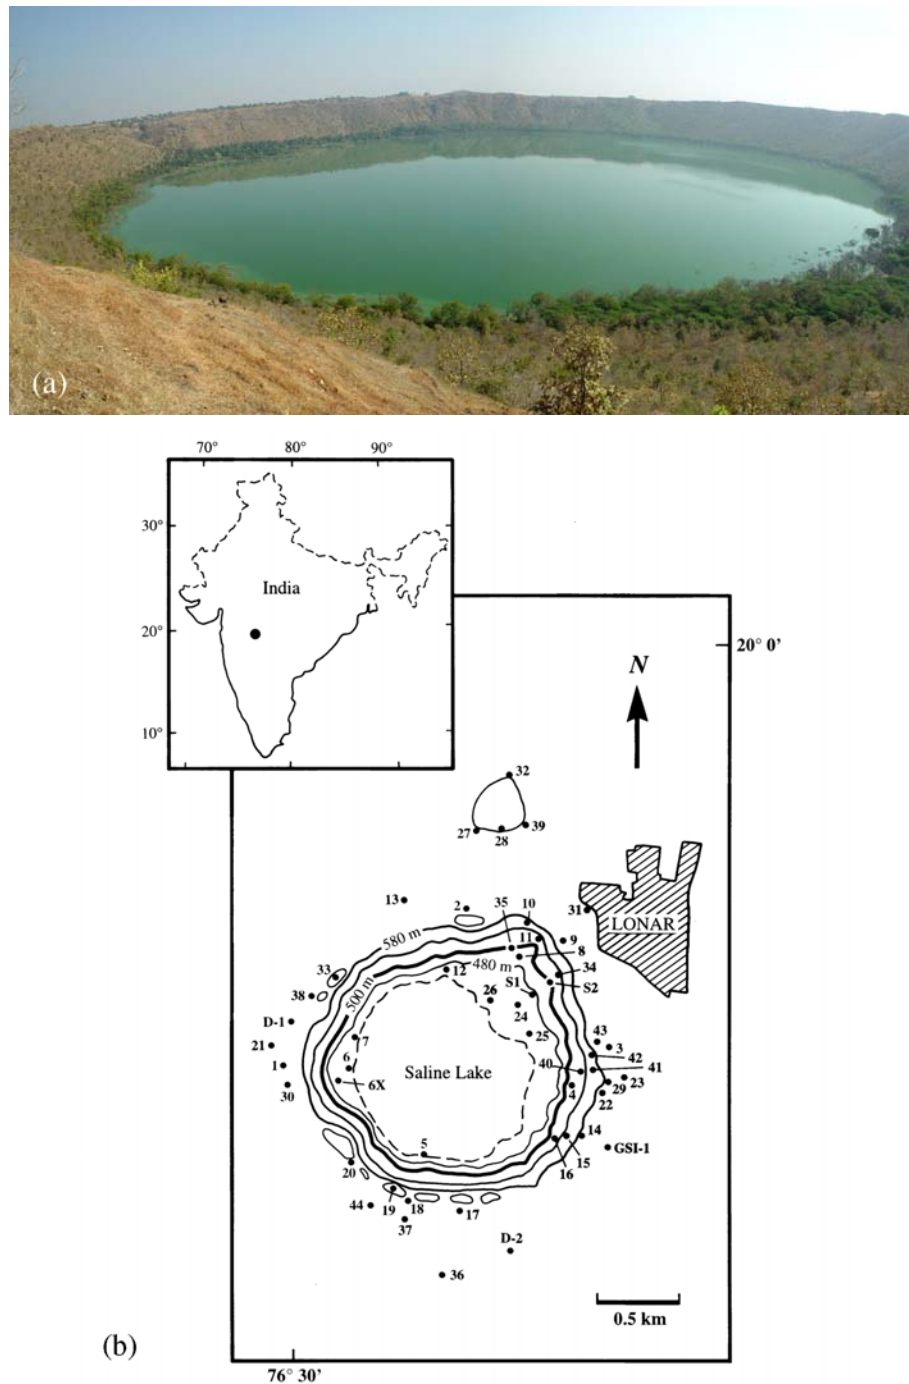 (a)
70° 80° 90°
30°
India
20°
10°
20° 0’
N
32
27 28 39
LONAR
31
13 2 35 10
580 m 11 9
8
480 m 34
33 12 S1 S2
500 m 26
38 24
D-1 25 43
21 7 3
42
1 6 40 41
Saline Lake
6X 4 29 23
30 22
5 14
GSI-1
15
16
20
19 18 17
44
37
D-2
36
0.5 km
(b)
76° 30’